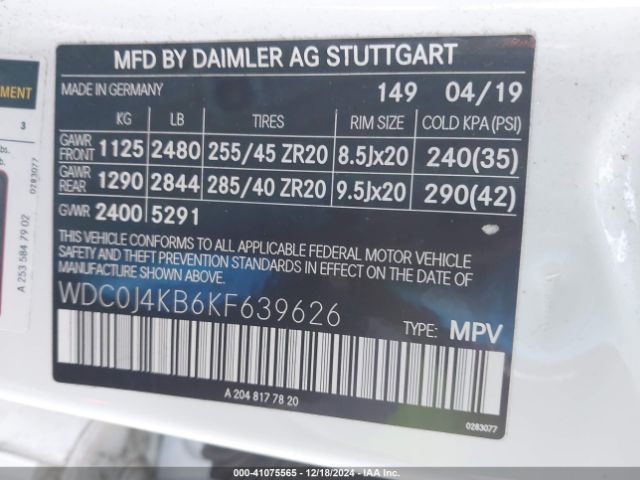 MFD BY DAIMLER AG STUTTGART
MADE IN GERMANY 149 04/19
KG LB TIRES RIM SIZE COLD KPA(PSI)
GAWR FRONT 1125 2480 255/45 ZR20 8.5Jx20 240(35)
GAWR REAR 1290 2844 285/40 ZR20 9.5Jx20 290(42)
GVWR 2400 5291
THIS VEHICLE CONFORMS TO ALL APPLICABLE FEDERAL MOTOR VEHICLE
SAFETY AND THEFT PREVENTION STANDARDS IN EFFECT ON THE DATE OF
MANUFACTURE SHOWN ABOVE.
WDC0J4KB6KF639626
TYPE: MPV
A 204 817 78 20
0283077
MENT
3
lbs.
0283077
A 253 584 79 02
000-41075565 - 12/18/2024 - IAA Inc.